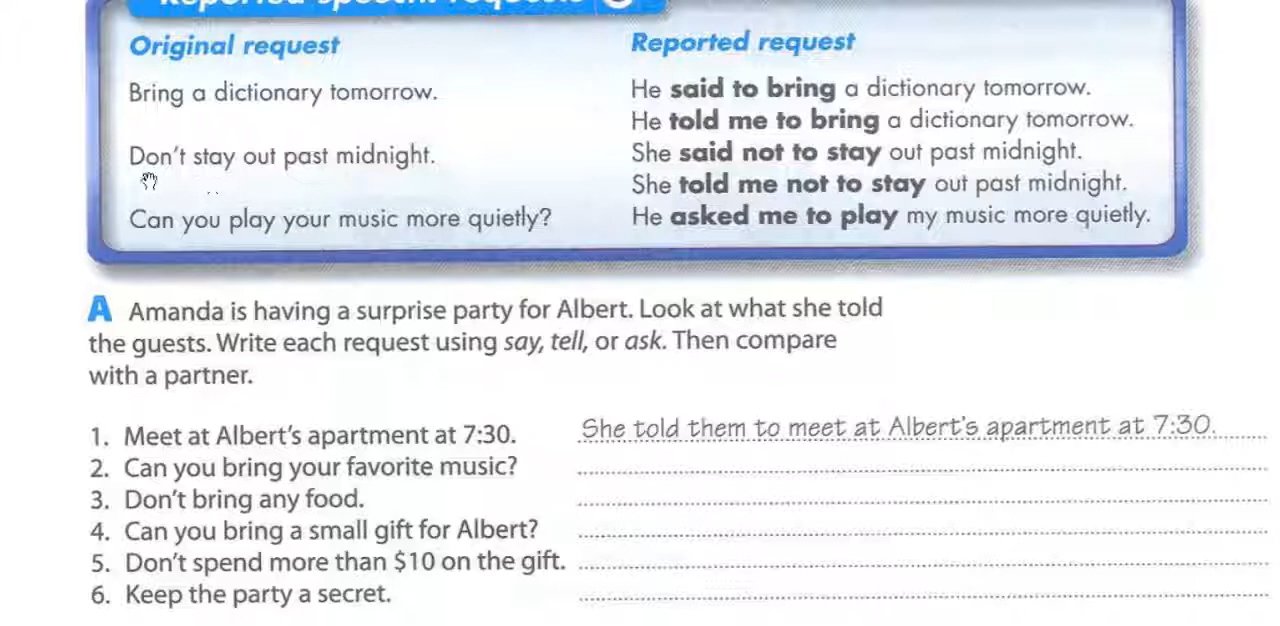 Reported speech: requests
Original request
Reported request
Bring a dictionary tomorrow.
He said to bring a dictionary tomorrow.
He told me to bring a dictionary tomorrow.
Don't stay out past midnight.
She said not to stay out past midnight.
She told me not to stay out past midnight.
Can you play your music more quietly?
He asked me to play my music more quietly.
A Amanda is having a surprise party for Albert. Look at what she told
the guests. Write each request using say, tell, or ask. Then compare
with a partner.
1. Meet at Albert's apartment at 7:30. She told them to meet at Albert's apartment at 7:30.
2. Can you bring your favorite music?
3. Don't bring any food.
4. Can you bring a small gift for Albert?
5. Don't spend more than $10 on the gift.
6. Keep the party a secret.